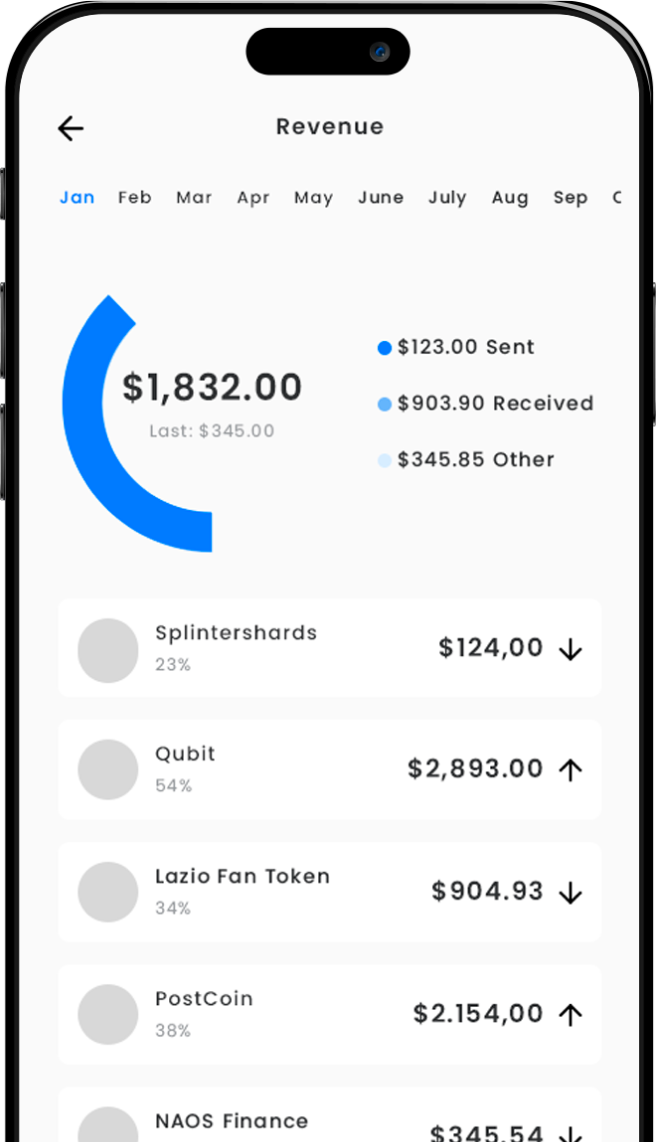 Revenue
Jan Feb Mar Apr May June July Aug Sep
$1,832.00
Last: $345.00
$123.00 Sent
$903.90 Received
$345.85 Other
Splintershards
23%
$124,00
Qubit
54%
$2,893.00
Lazio Fan Token
34%
$904.93
PostCoin
38%
$2.154,00
NAOS Finance
$345.54